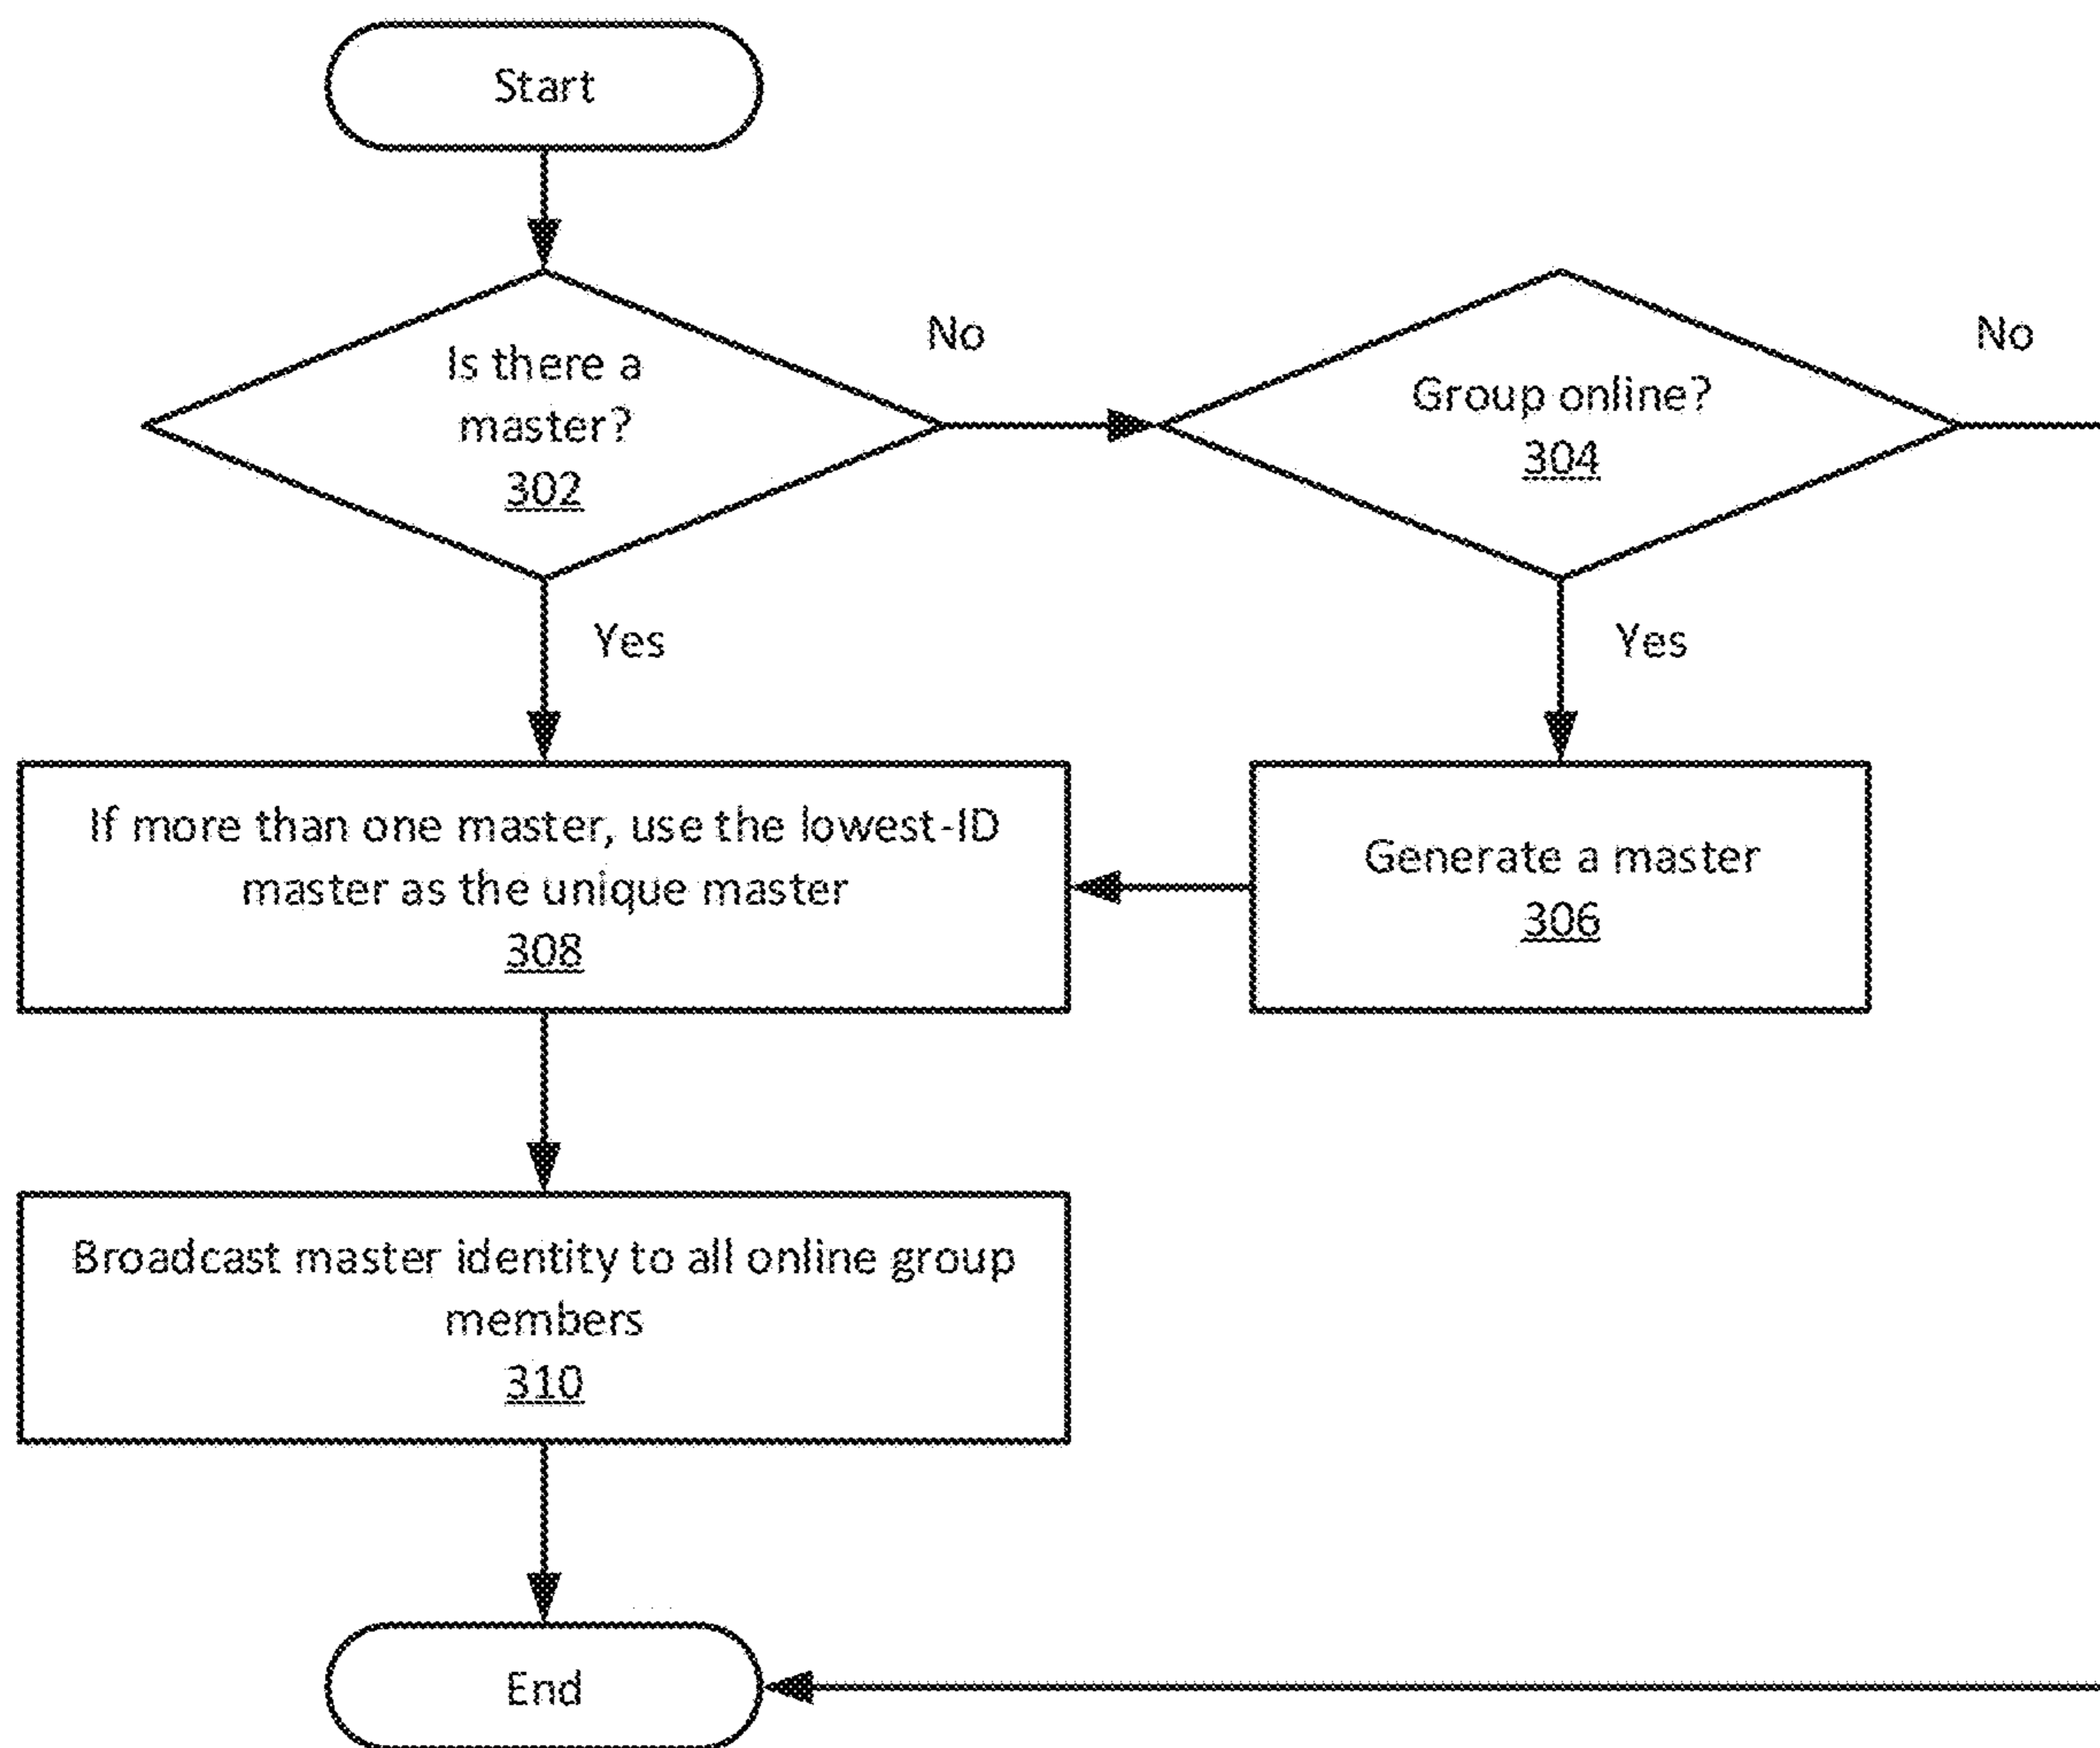 Start
Is there a
master?
302
No
Group online?
304
No
Yes
Yes
If more than one master, use the lowest-ID
master as the unique master
308
Generate a master
306
Broadcast master identity to all online group
members
310
End